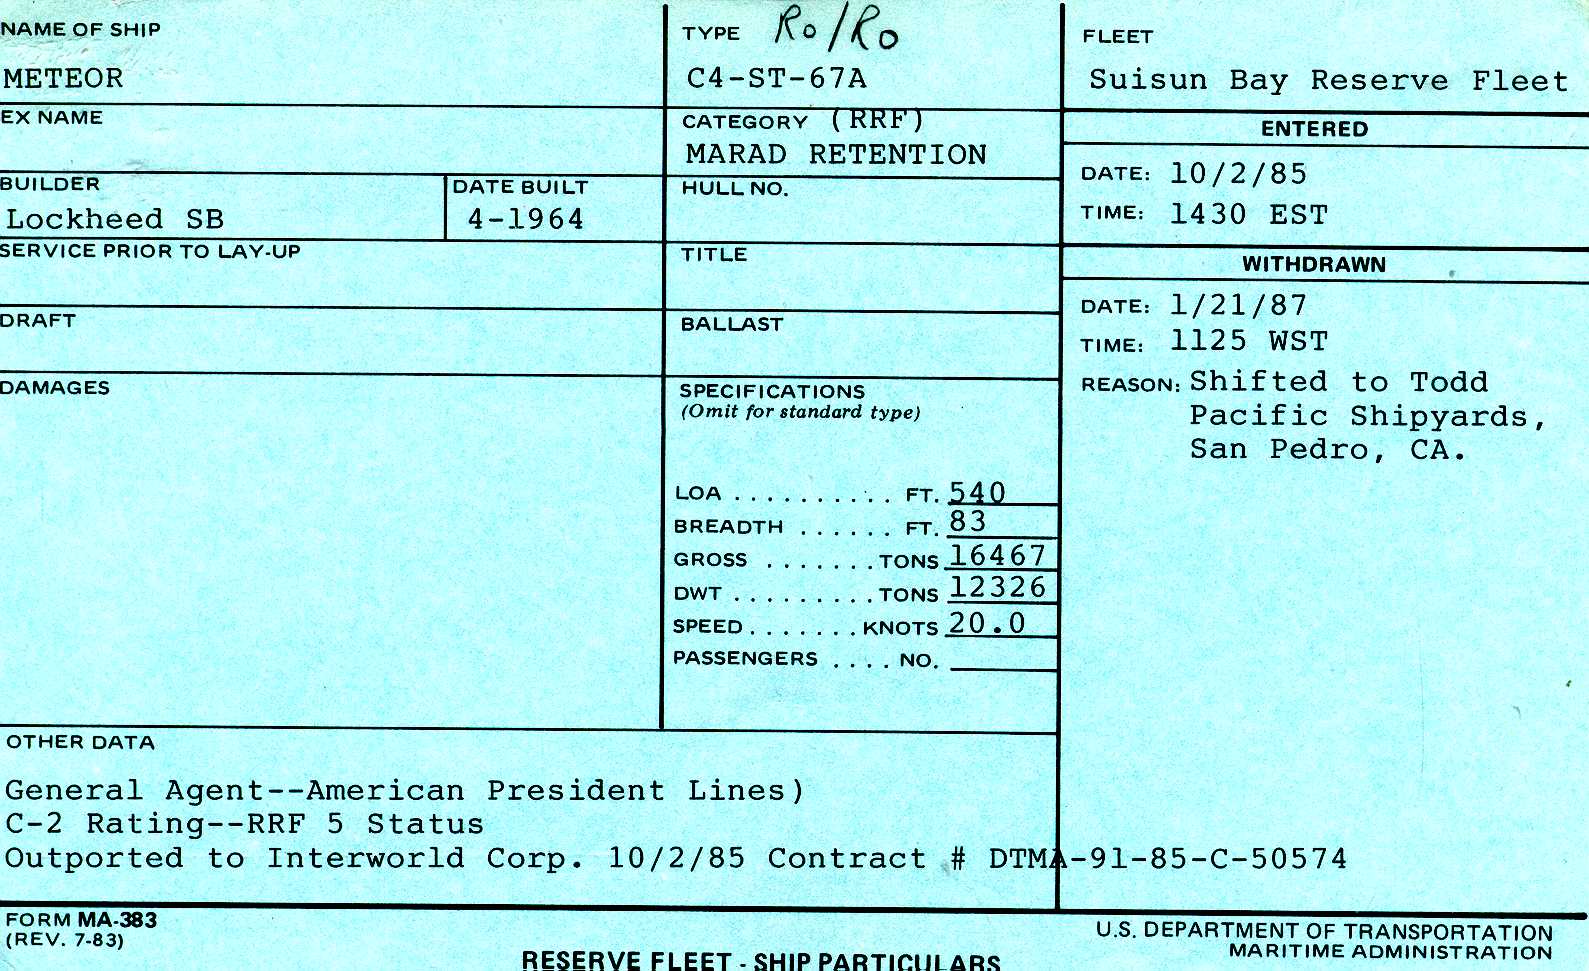 NAME OF SHIP
METEOR
TYPE Ro/Ro
C4-ST-67A
FLEET
Suisun Bay Reserve Fleet
EX NAME
CATEGORY (RRF)
MARAD RETENTION
ENTERED
DATE: 10/2/85
TIME: 1430 EST
BUILDER
Lockheed SB
DATE BUILT
4-1964
HULL NO.
SERVICE PRIOR TO LAY-UP
TITLE
WITHDRAWN
DATE: 1/21/87
TIME: 1125 WST
REASON: Shifted to Todd
Pacific Shipyards,
San Pedro, CA.
DRAFT
BALLAST
DAMAGES
SPECIFICATIONS
(Omit for standard type)
LOA . . . . . . . . . . FT. 540
BREADTH . . . . . . FT. 83
GROSS . . . . . . . TONS 16467
DWT . . . . . . . . . TONS 12326
SPEED . . . . . . . KNOTS 20.0
PASSENGERS . . . . NO.
OTHER DATA
General Agent--American President Lines)
C-2 Rating--RRF 5 Status
Outported to Interworld Corp. 10/2/85 Contract # DTMA-91-85-C-50574
FORM MA-383
(REV. 7-83)
RESERVE FLEET - SHIP PARTICULARS
U.S. DEPARTMENT OF TRANSPORTATION
MARITIME ADMINISTRATION